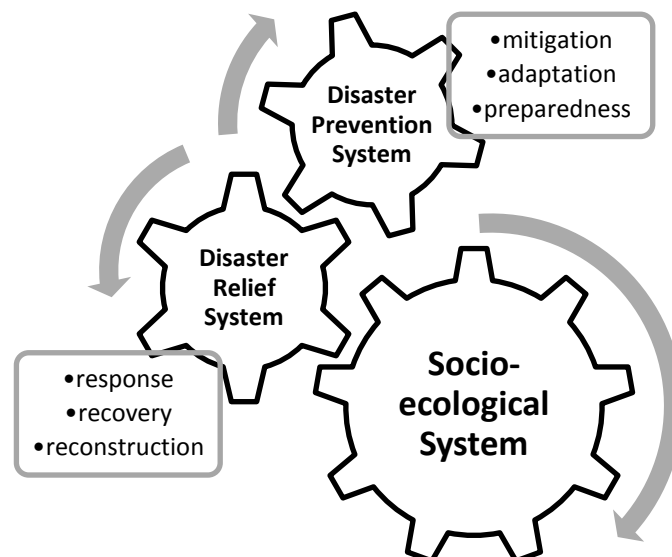 •mitigation
•adaptation
•preparedness
Disaster
Prevention
System
Disaster
Relief
System
•response
•recovery
•reconstruction
Socio-
ecological
System